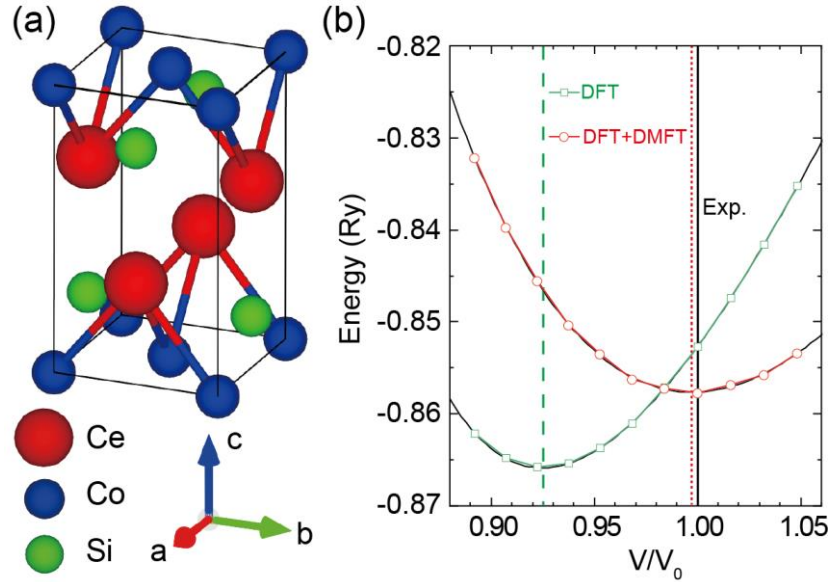 (a)
Ce
Co
Si
c
b
a
(b)
-0.82
-0.83
-0.84
-0.85
-0.86
-0.87
Energy (Ry)
DFT
DFT+DMFT
Exp.
0.90 0.95 1.00 1.05
V/V₀